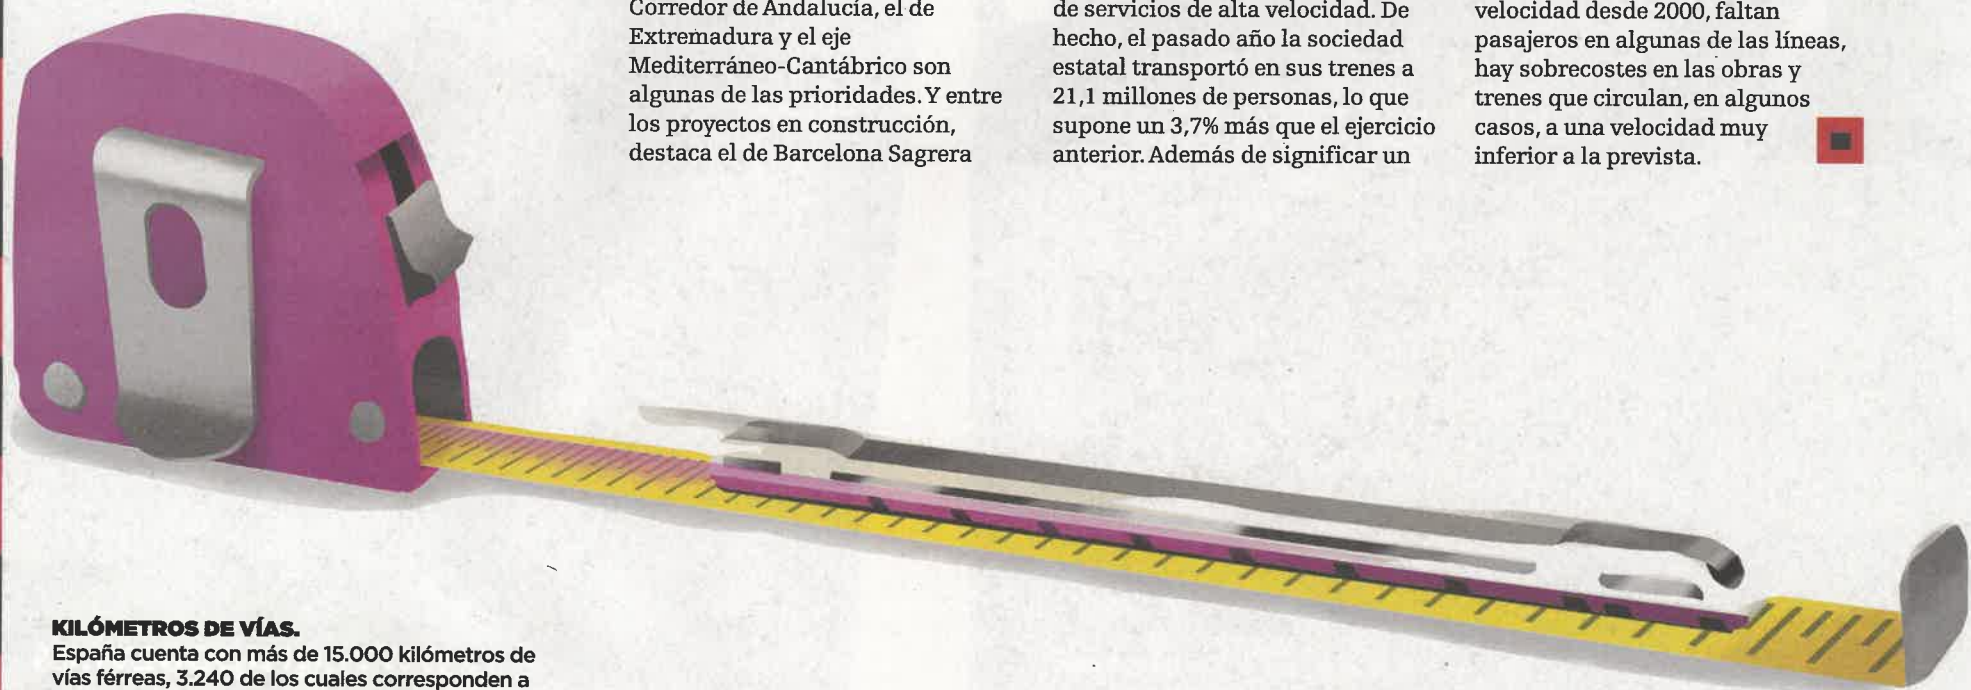 Corredor de Andalucía, el de
Extremadura y el eje
Mediterráneo-Cantábrico son
algunas de las prioridades. Y entre
los proyectos en construcción,
destaca el de Barcelona Sagrera
de servicios de alta velocidad. De
hecho, el pasado año la sociedad
estatal transportó en sus trenes a
21,1 millones de personas, lo que
supone un 3,7% más que el ejercicio
anterior. Además de significar un
velocidad desde 2000, faltan
pasajeros en algunas de las líneas,
hay sobrecostes en las obras y
trenes que circulan, en algunos
casos, a una velocidad muy
inferior a la prevista.
KILÓMETROS DE VÍAS.
España cuenta con más de 15.000 kilómetros de
vías férreas, 3.240 de los cuales corresponden a